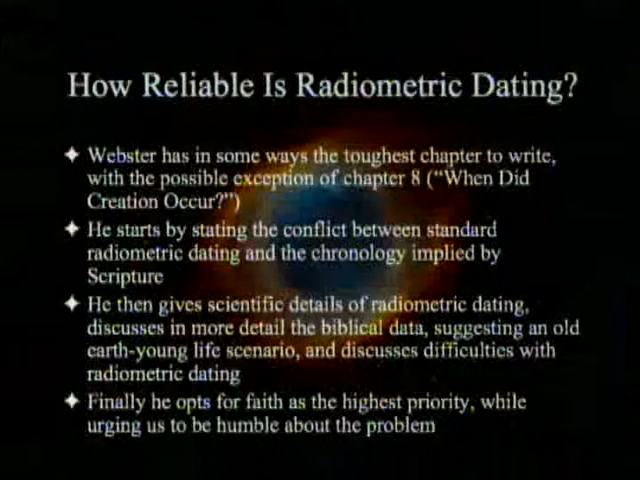 How Reliable Is Radiometric Dating?
Webster has in some ways the toughest chapter to write,
with the possible exception of chapter 8 (“When Did
Creation Occur?”)
He starts by stating the conflict between standard
radiometric dating and the chronology implied by
Scripture
He then gives scientific details of radiometric dating,
discusses in more detail the biblical data, suggesting an old
earth-young life scenario, and discusses difficulties with
radiometric dating
Finally he opts for faith as the highest priority, while
urging us to be humble about the problem